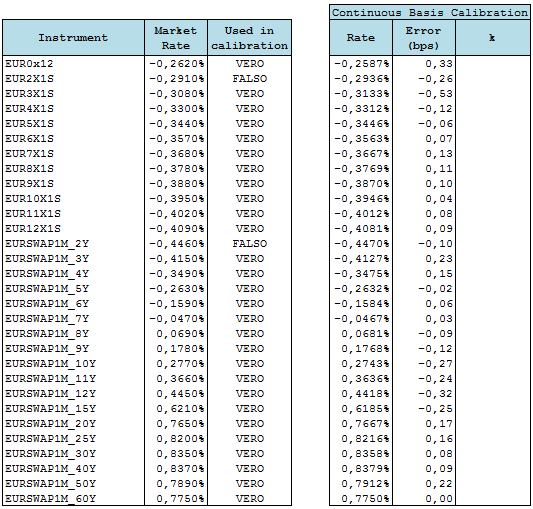 Continuous Basis Calibration
Instrument Market Rate Used in calibration Rate Error (bps) k
EUR0x12 -0,2620% VERO -0,2587% 0,33
EUR2X1S -0,2910% FALSO -0,2936% -0,26
EUR3X1S -0,3080% VERO -0,3133% -0,53
EUR4X1S -0,3300% VERO -0,3312% -0,12
EUR5X1S -0,3440% VERO -0,3446% -0,06
EUR6X1S -0,3570% VERO -0,3563% 0,07
EUR7X1S -0,3680% VERO -0,3667% 0,13
EUR8X1S -0,3780% VERO -0,3769% 0,11
EUR9X1S -0,3880% VERO -0,3870% 0,10
EUR10X1S -0,3950% VERO -0,3946% 0,04
EUR11X1S -0,4020% VERO -0,4012% 0,08
EUR12X1S -0,4090% VERO -0,4081% 0,09
EURSWAP1M_2Y -0,4460% FALSO -0,4470% -0,10
EURSWAP1M_3Y -0,4150% VERO -0,4127% 0,23
EURSWAP1M_4Y -0,3490% VERO -0,3475% 0,15
EURSWAP1M_5Y -0,2630% VERO -0,2632% -0,02
EURSWAP1M_6Y -0,1590% VERO -0,1584% 0,06
EURSWAP1M_7Y -0,0470% VERO -0,0467% 0,03
EURSWAP1M_8Y 0,0690% VERO 0,0681% -0,09
EURSWAP1M_9Y 0,1780% VERO 0,1768% -0,12
EURSWAP1M_10Y 0,2770% VERO 0,2743% -0,27
EURSWAP1M_11Y 0,3660% VERO 0,3636% -0,24
EURSWAP1M_12Y 0,4450% VERO 0,4418% -0,32
EURSWAP1M_15Y 0,6210% VERO 0,6185% -0,25
EURSWAP1M_20Y 0,7650% VERO 0,7667% 0,17
EURSWAP1M_25Y 0,8200% VERO 0,8216% 0,16
EURSWAP1M_30Y 0,8350% VERO 0,8358% 0,08
EURSWAP1M_40Y 0,8370% VERO 0,8379% 0,09
EURSWAP1M_50Y 0,7890% VERO 0,7912% 0,22
EURSWAP1M_60Y 0,7750% VERO 0,7750% 0,00